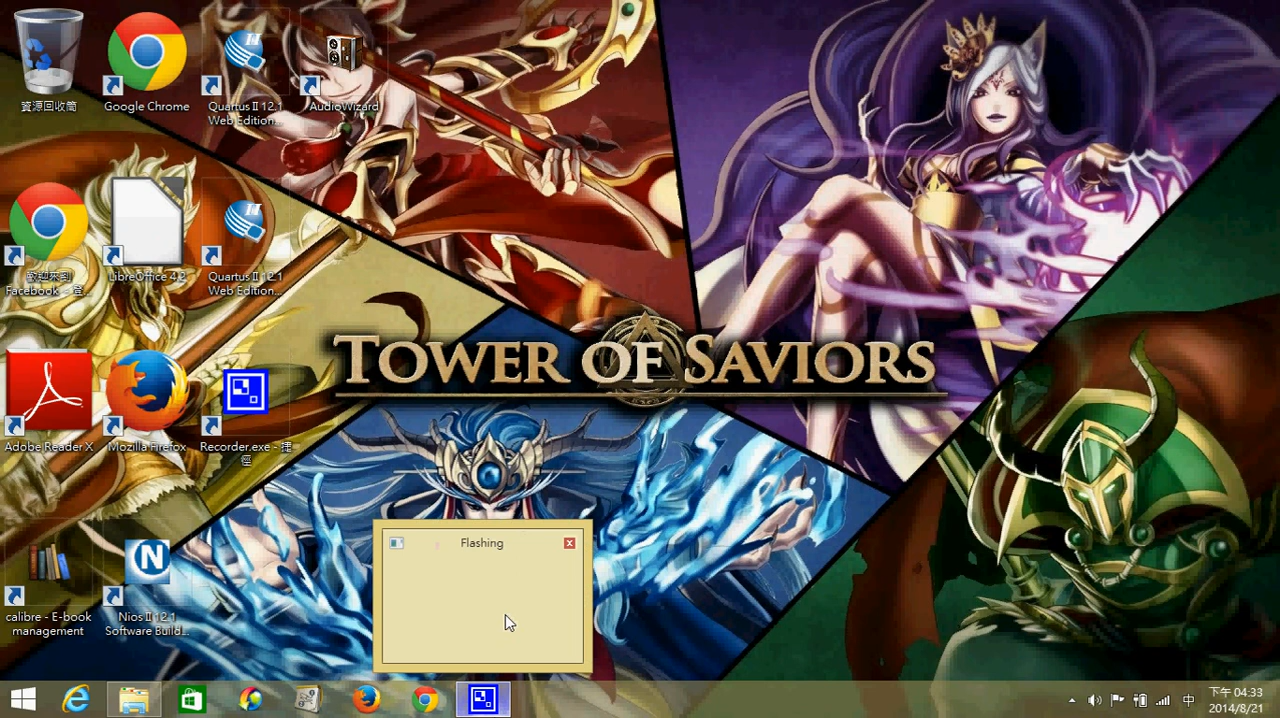 資源回收筒
Google Chrome
Quartus II 12.1
Web Edition...
AudioWizard
歡迎來到
Facebook - 登...
LibreOffice 4.2
Quartus II 12.1
Web Edition...
TOWER OF SAVIORS
Adobe Reader X
Mozilla Firefox
Recorder.exe - 捷
徑
Flashing
calibre - E-book
management
Nios II 12.1
Software Build...
中
下午 04:33
2014/8/21